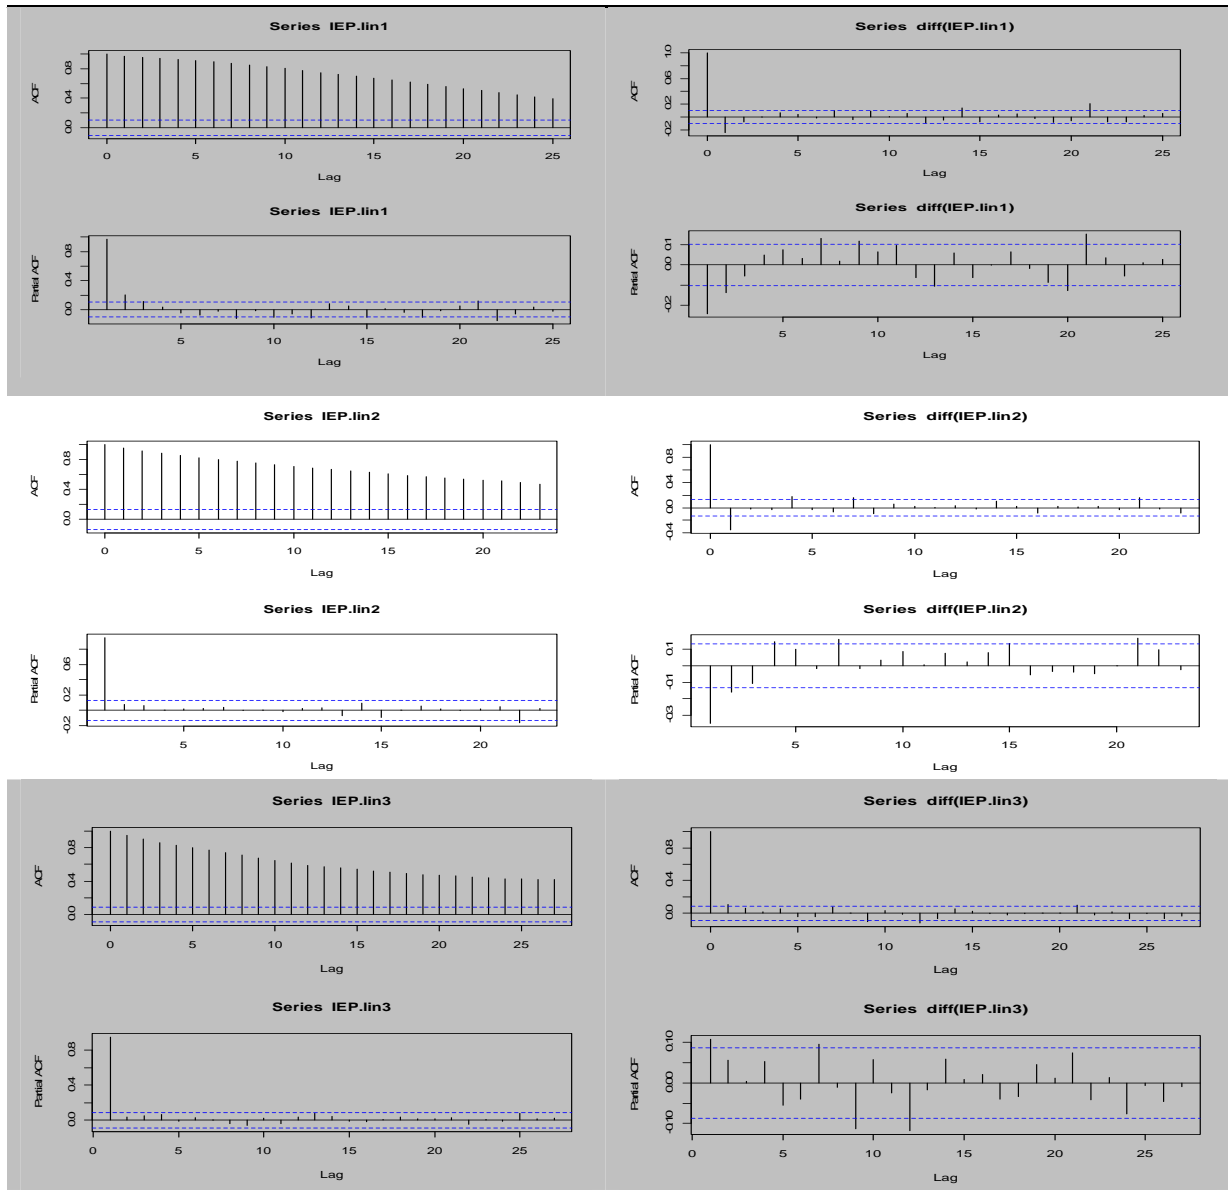 Series IEP.lin1
ACF
0.0 0.4 0.8
0 5 10 15 20 25
Lag
Series diff(IEP.lin1)
ACF
-0.2 0.2 0.6 1.0
0 5 10 15 20 25
Lag
Series IEP.lin1
Partial ACF
0.0 0.4 0.8
5 10 15 20 25
Lag
Series diff(IEP.lin1)
Partial ACF
-0.2 0.0 0.1
5 10 15 20 25
Lag
Series IEP.lin2
ACF
0.0 0.4 0.8
0 5 10 15 20
Lag
Series diff(IEP.lin2)
ACF
-0.4 0.0 0.4 0.8
0 5 10 15 20
Lag
Series IEP.lin2
Partial ACF
-0.2 0.2 0.6
5 10 15 20
Lag
Series diff(IEP.lin2)
Partial ACF
-0.3 -0.1 0.1
5 10 15 20
Lag
Series IEP.lin3
ACF
0.0 0.4 0.8
0 5 10 15 20 25
Lag
Series diff(IEP.lin3)
ACF
0.0 0.4 0.8
0 5 10 15 20 25
Lag
Series IEP.lin3
Partial ACF
0.0 0.4 0.8
0 5 10 15 20 25
Lag
Series diff(IEP.lin3)
Partial ACF
-0.10 0.00 0.10
0 5 10 15 20 25
Lag